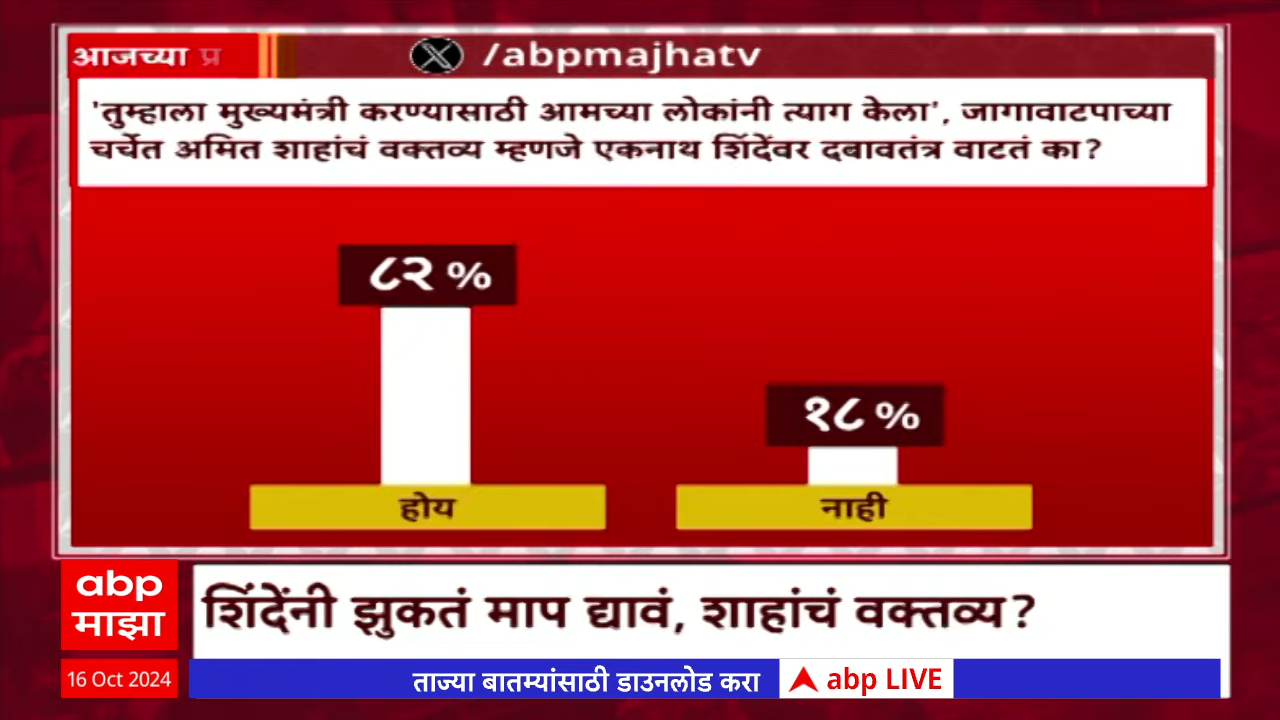 आजच्या प्र
/abpmajhatv
'तुम्हाला मुख्यमंत्री करण्यासाठी आमच्या लोकांनी त्याग केला', जागावाटपाच्या
चर्चेत अमित शाहांचं वक्तव्य म्हणजे एकनाथ शिंदेंवर दबावतंत्र वाटतं का?
८२ %
१८ %
होय
नाही
abp
माझा
शिंदेंनी झुकतं माप द्यावं, शाहांचं वक्तव्य?
16 Oct 2024
ताज्या बातम्यांसाठी डाउनलोड करा
abp LIVE